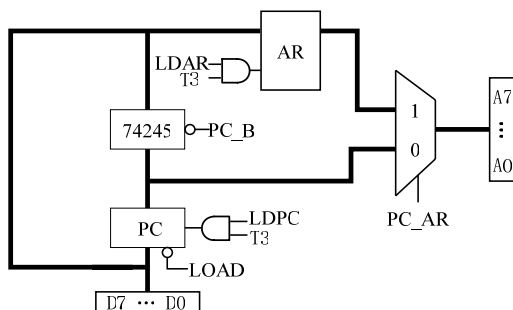 LDAR
T3
AR
A7
⋮
A0
1
0
74245
PC_B
PC_AR
PC
LDPC
T3
LOAD
D7 ··· D0